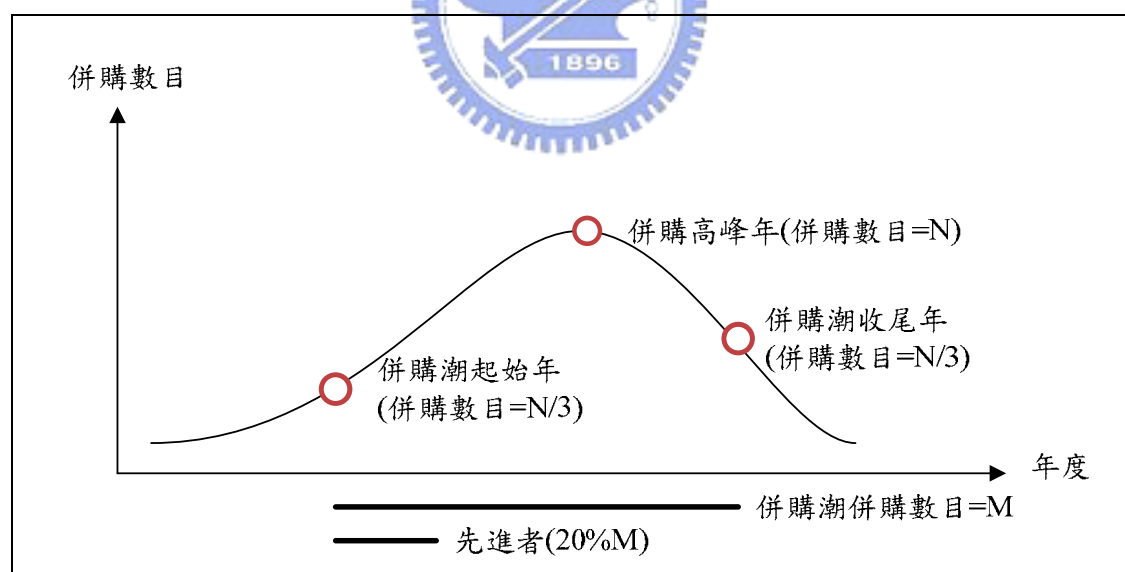 1896
併購數目
併購高峰年(併購數目=N)
併購潮收尾年
(併購數目=N/3)
併購潮起始年
(併購數目=N/3)
年度
併購潮併購數目=M
先進者(20%M)